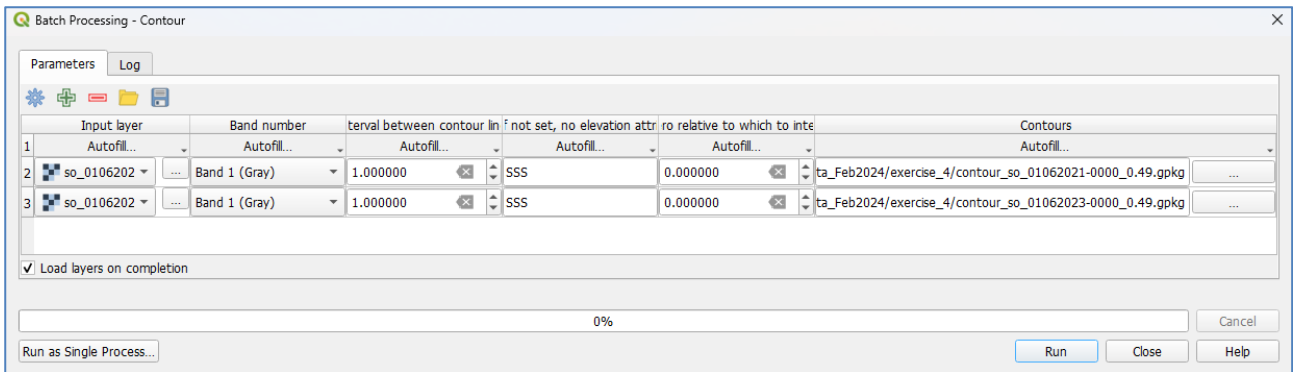 Batch Processing - Contour
Parameters Log
Input layer Band number terval between contour lin f not set, no elevation attr ro relative to which to inte Contours
1 Autofill... Autofill... Autofill... Autofill... Autofill... Autofill...
2 so_0106202 ... Band 1 (Gray) 1.000000 SSS 0.000000 ta_Feb2024/exercise_4/contour_so_01062021-0000_0.49.gpkg ...
3 so_0106202 ... Band 1 (Gray) 1.000000 SSS 0.000000 ta_Feb2024/exercise_4/contour_so_01062023-0000_0.49.gpkg ...
Load layers on completion
0% Cancel
Run as Single Process... Run Close Help